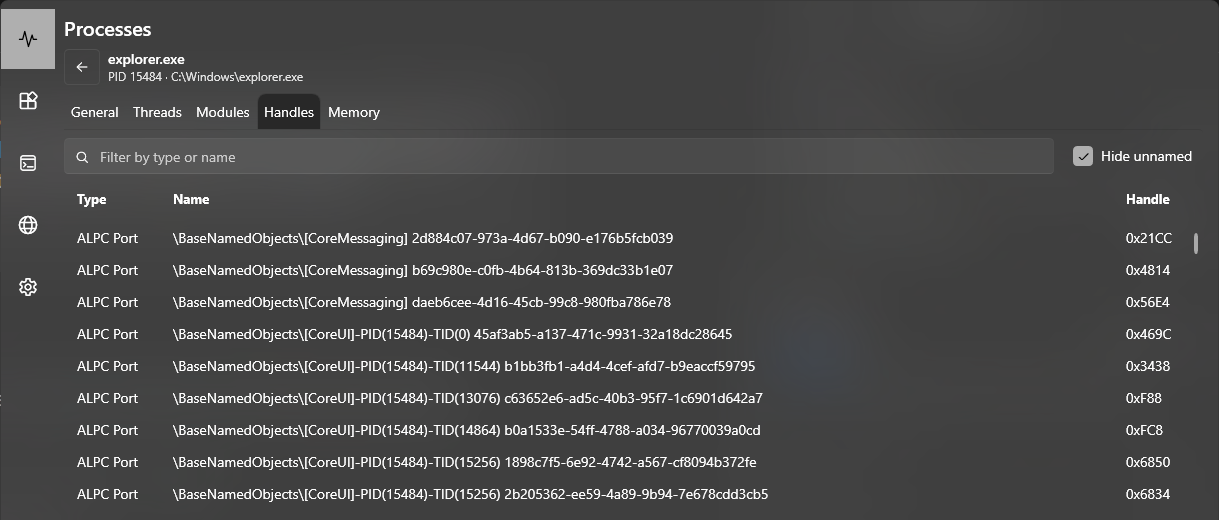 Processes
explorer.exe
PID 15484 · C:\Windows\explorer.exe
General Threads Modules Handles Memory
Filter by type or name Hide unnamed
Type Name Handle
ALPC Port \BaseNamedObjects\[CoreMessaging] 2d884c07-973a-4d67-b090-e176b5fcb039 0x21CC
ALPC Port \BaseNamedObjects\[CoreMessaging] b69c980e-c0fb-4b64-813b-369dc33b1e07 0x4814
ALPC Port \BaseNamedObjects\[CoreMessaging] daeb6cee-4d16-45cb-99c8-980fba786e78 0x56E4
ALPC Port \BaseNamedObjects\[CoreUI]-PID(15484)-TID(0) 45af3ab5-a137-471c-9931-32a18dc28645 0x469C
ALPC Port \BaseNamedObjects\[CoreUI]-PID(15484)-TID(11544) b1bb3fb1-a4d4-4cef-afd7-b9eaccf59795 0x3438
ALPC Port \BaseNamedObjects\[CoreUI]-PID(15484)-TID(13076) c63652e6-ad5c-40b3-95f7-1c6901d642a7 0xF88
ALPC Port \BaseNamedObjects\[CoreUI]-PID(15484)-TID(14864) b0a1533e-54ff-4788-a034-96770039a0cd 0xFC8
ALPC Port \BaseNamedObjects\[CoreUI]-PID(15484)-TID(15256) 1898c7f5-6e92-4742-a567-cf8094b372fe 0x6850
ALPC Port \BaseNamedObjects\[CoreUI]-PID(15484)-TID(15256) 2b205362-ee59-4a89-9b94-7e678cdd3cb5 0x6834